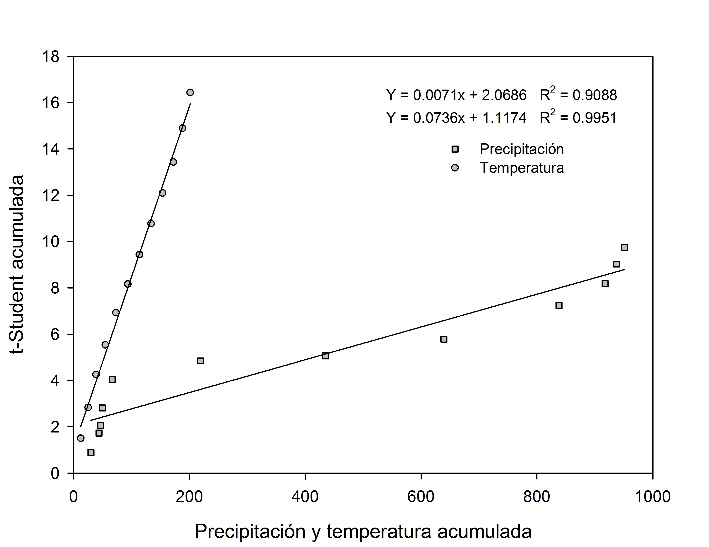 18
16
14
12
10
8
6
4
2
0
t-Student acumulada
Y = 0.0071x + 2.0686 R² = 0.9088
Y = 0.0736x + 1.1174 R² = 0.9951
Precipitación
Temperatura
0 200 400 600 800 1000
Precipitación y temperatura acumulada